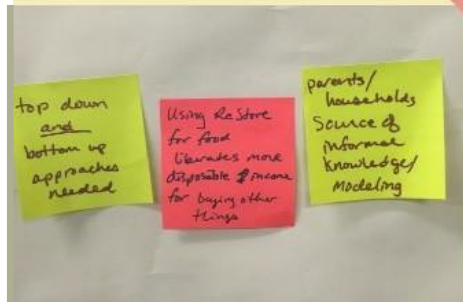 top down
and
bottom up
approaches
needed
Using ReStore
for food
liberates more
disposable $ income
for buying other
things
parents/
households
Source of
informal
knowledge/
Modeling